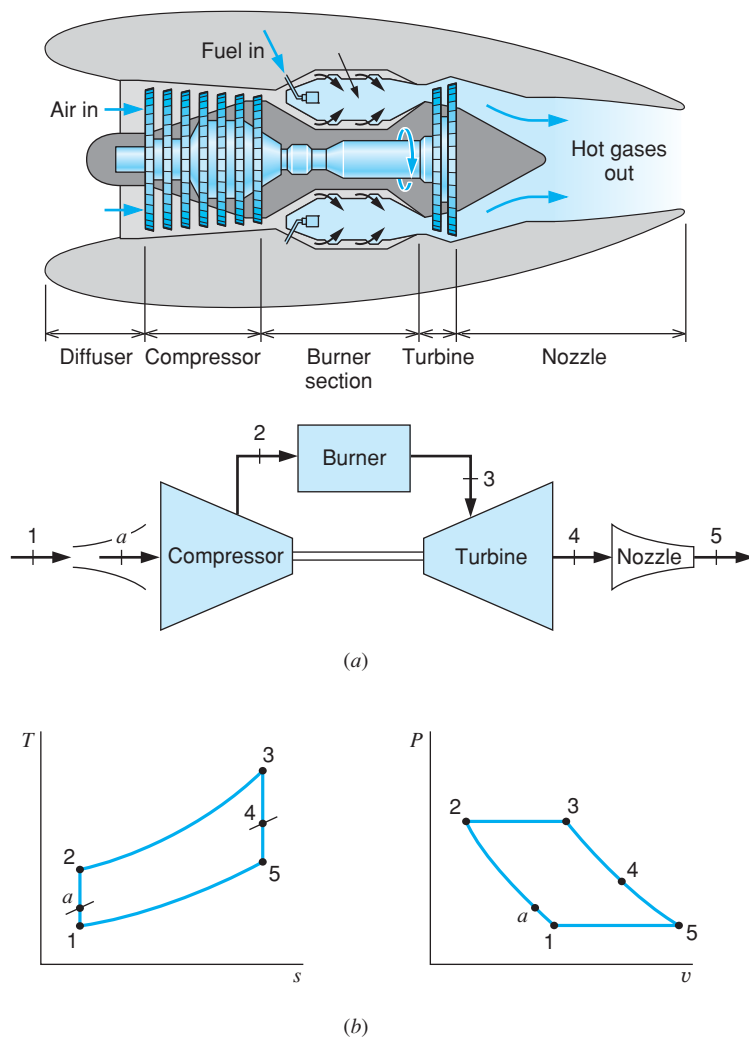 Fuel in
Air in
Hot gases
out
Diffuser Compressor Burner Turbine Nozzle
section
2
Burner
3
1 a
Compressor Turbine 4 Nozzle 5
(a)
T P
3
2 3
4
2
5 4
a
a
1 1 5
s v
(b)